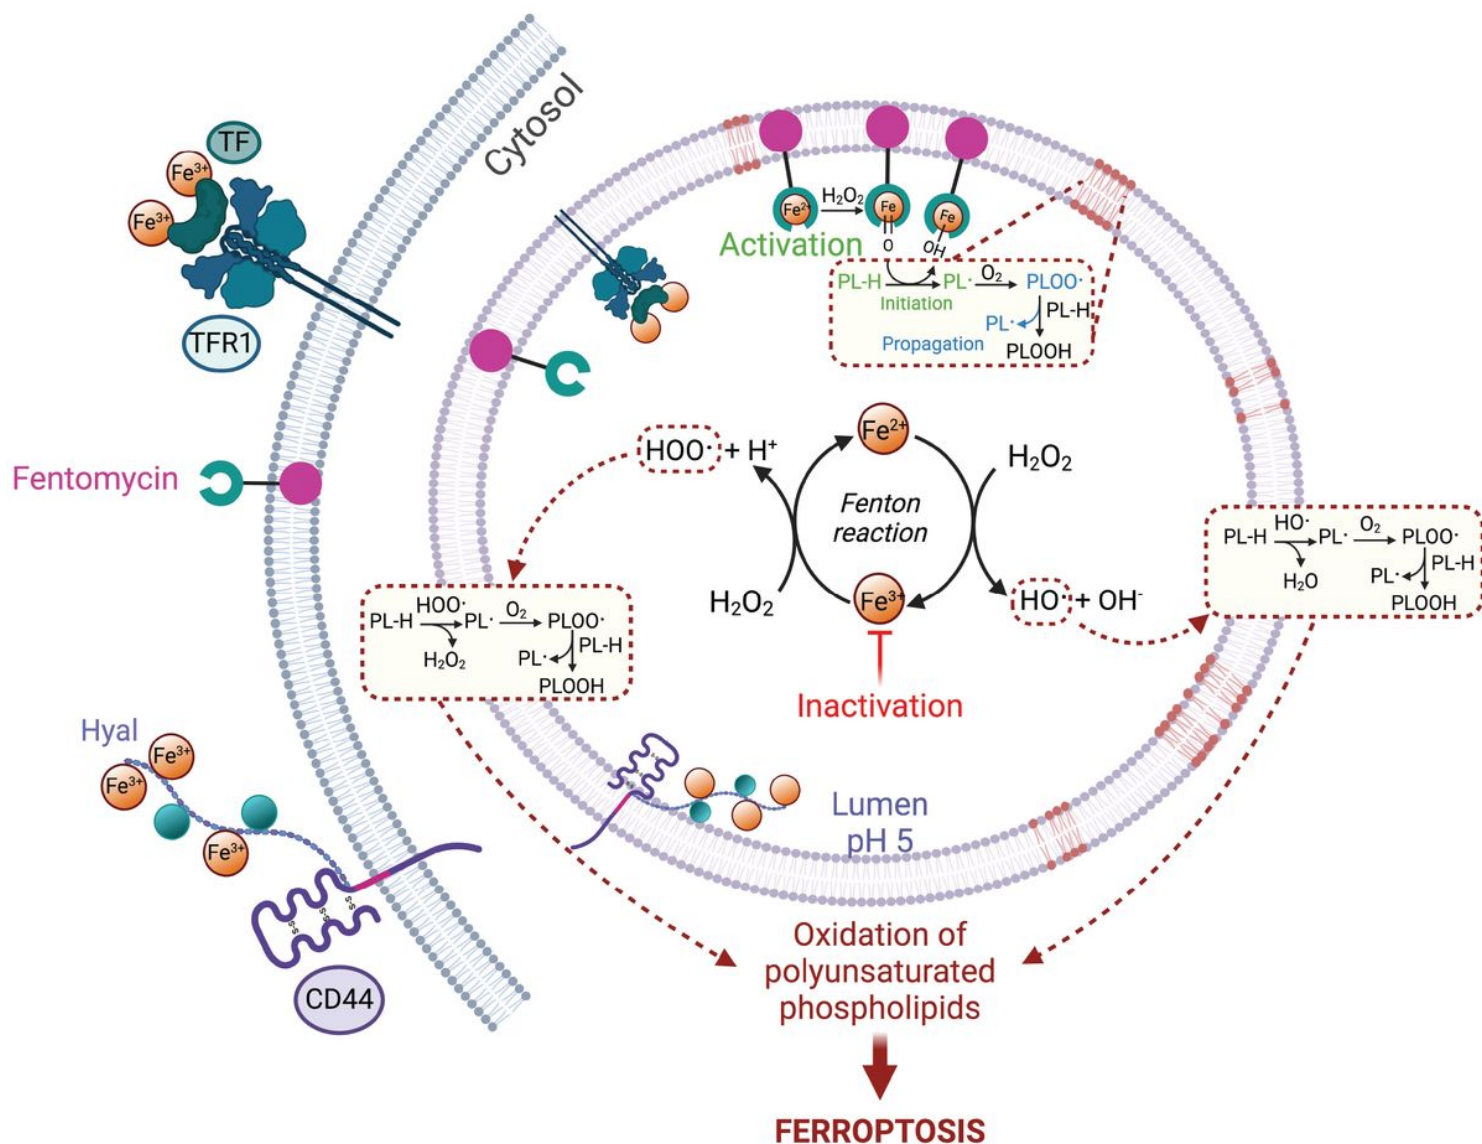 Cytosol
TF
Fe³⁺
Fe³⁺
TFR1
Fentomycin
Fe²⁺
H₂O₂
Fe
O
Fe
OH
Activation
PL-H
Initiation
PL·
O₂
PLOO·
PL-H
PL·
Propagation
PLOOH
HOO· + H⁺
Fe²⁺
H₂O₂
Fenton
reaction
H₂O₂
Fe³⁺
HO· + OH⁻
Inactivation
PL-H
HOO·
H₂O₂
PL·
O₂
PLOO·
PL-H
PL·
PLOOH
PL-H
HO·
H₂O
PL·
O₂
PLOO·
PL-H
PL·
PLOOH
Hyal
Fe³⁺
Fe³⁺
Fe³⁺
S-S
S-S
S-S
CD44
S-S
S-S
Lumen
pH 5
Oxidation of
polyunsaturated
phospholipids
FERROPTOSIS